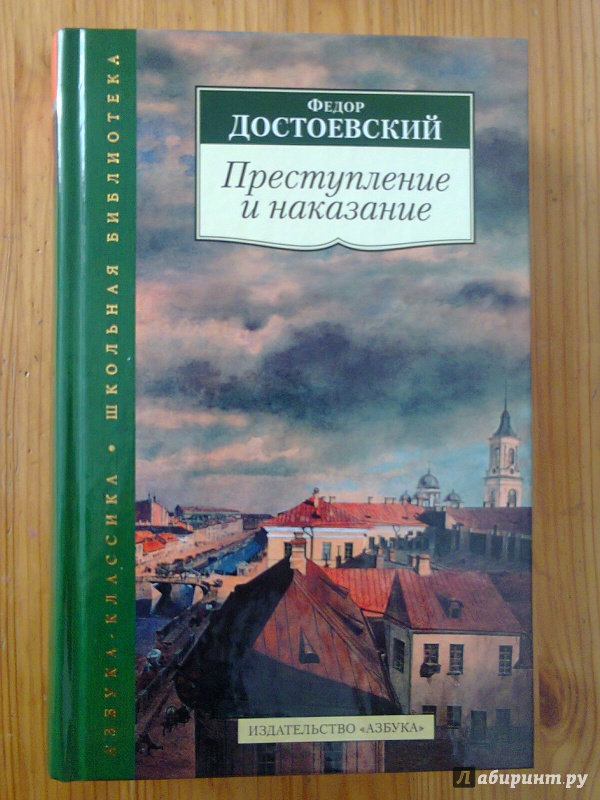 Федор
ДОСТОЕВСКИЙ
Преступление
и наказание
АЗБУКА-КЛАССИКА • ШКОЛЬНАЯ БИБЛИОТЕКА
ИЗДАТЕЛЬСТВО «АЗБУКА»
Лабиринт.ру